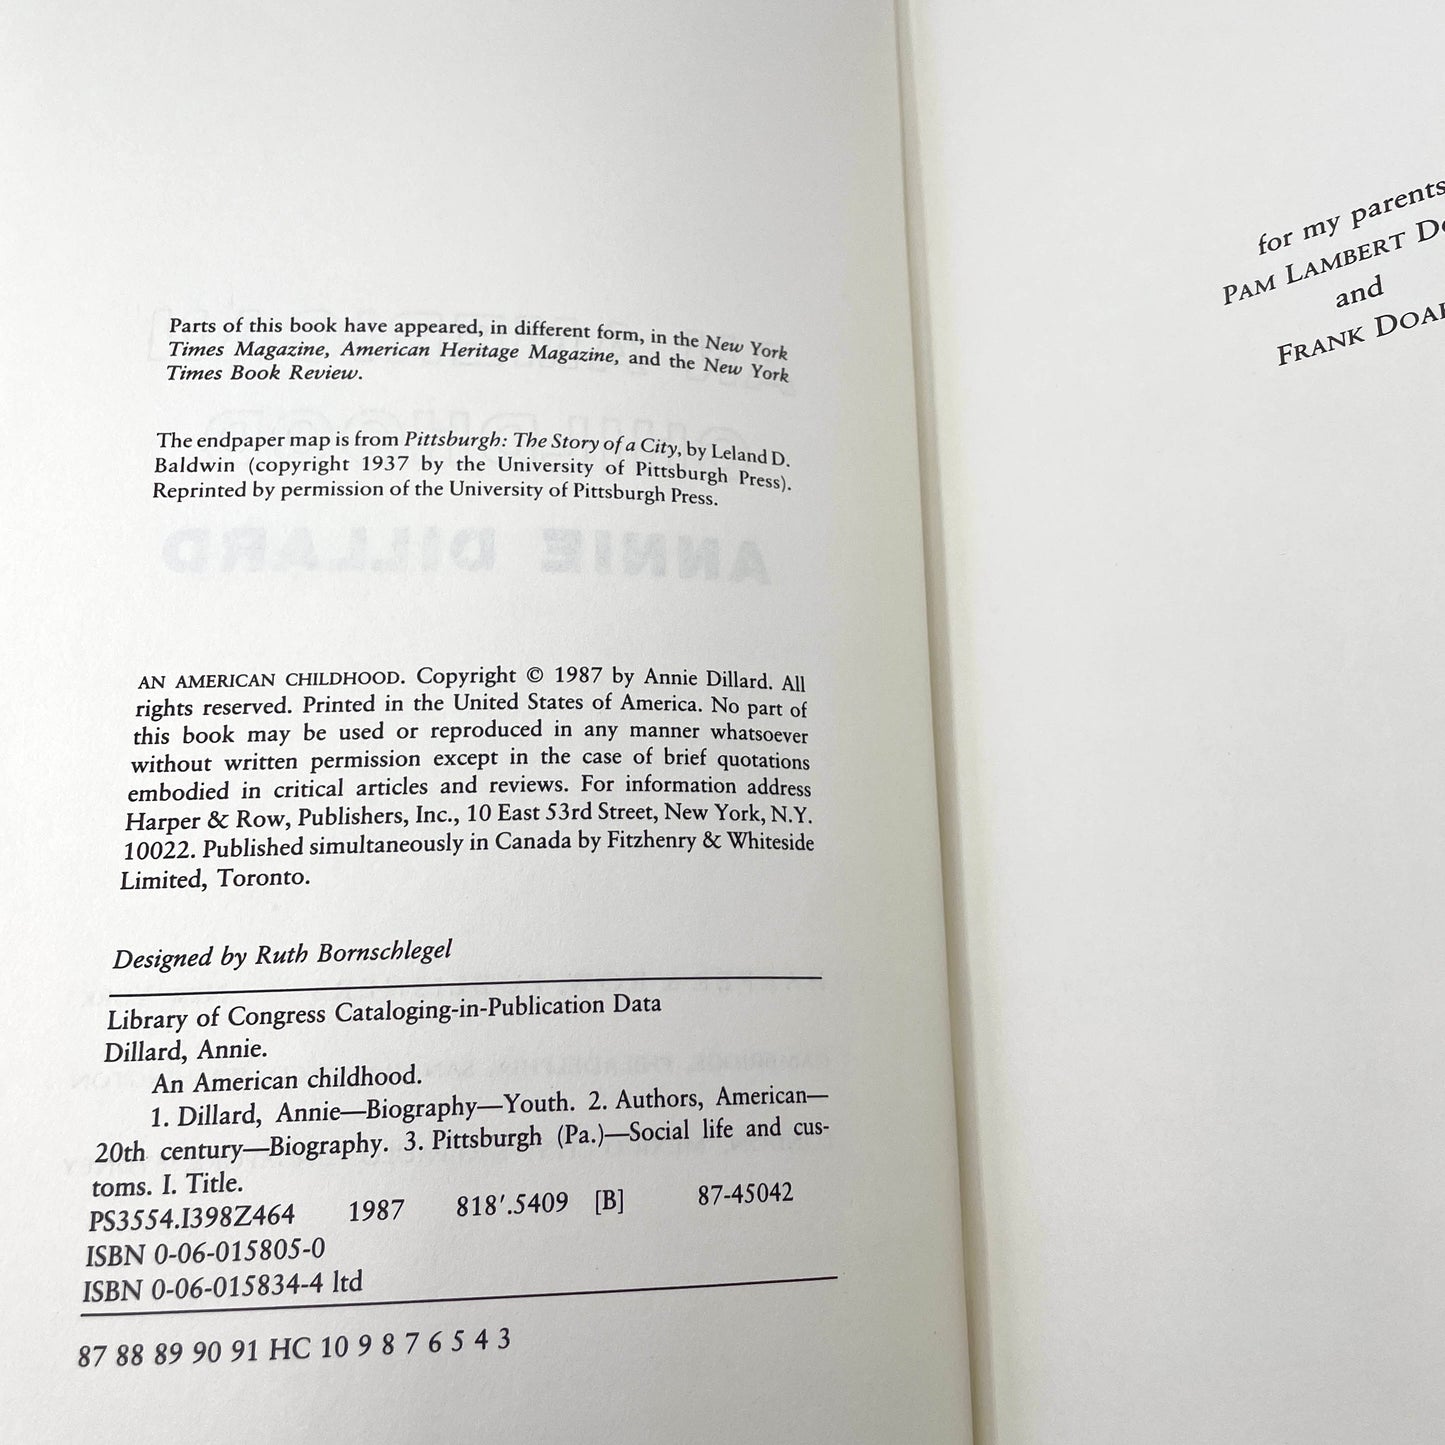 Parts of this book have appeared, in different form, in the New York
Times Magazine, American Heritage Magazine, and the New York
Times Book Review.
The endpaper map is from Pittsburgh: The Story of a City, by Leland D.
Baldwin (copyright 1937 by the University of Pittsburgh Press).
Reprinted by permission of the University of Pittsburgh Press.
ANNIE DILLARD
AN AMERICAN CHILDHOOD. Copyright © 1987 by Annie Dillard. All
rights reserved. Printed in the United States of America. No part of
this book may be used or reproduced in any manner whatsoever
without written permission except in the case of brief quotations
embodied in critical articles and reviews. For information address
Harper & Row, Publishers, Inc., 10 East 53rd Street, New York, N.Y.
10022. Published simultaneously in Canada by Fitzhenry & Whiteside
Limited, Toronto.
Designed by Ruth Bornschlegel
Library of Congress Cataloging-in-Publication Data
Dillard, Annie.
An American childhood.
1. Dillard, Annie—Biography—Youth. 2. Authors, American—
20th century—Biography. 3. Pittsburgh (Pa.)—Social life and cus-
toms. I. Title.
PS3554.I398Z464 1987 818′.5409 [B] 87-45042
ISBN 0-06-015805-0
ISBN 0-06-015834-4 ltd
87 88 89 90 91 HC 10 9 8 7 6 5 4 3
for my parents
PAM LAMBERT
and
FRANK